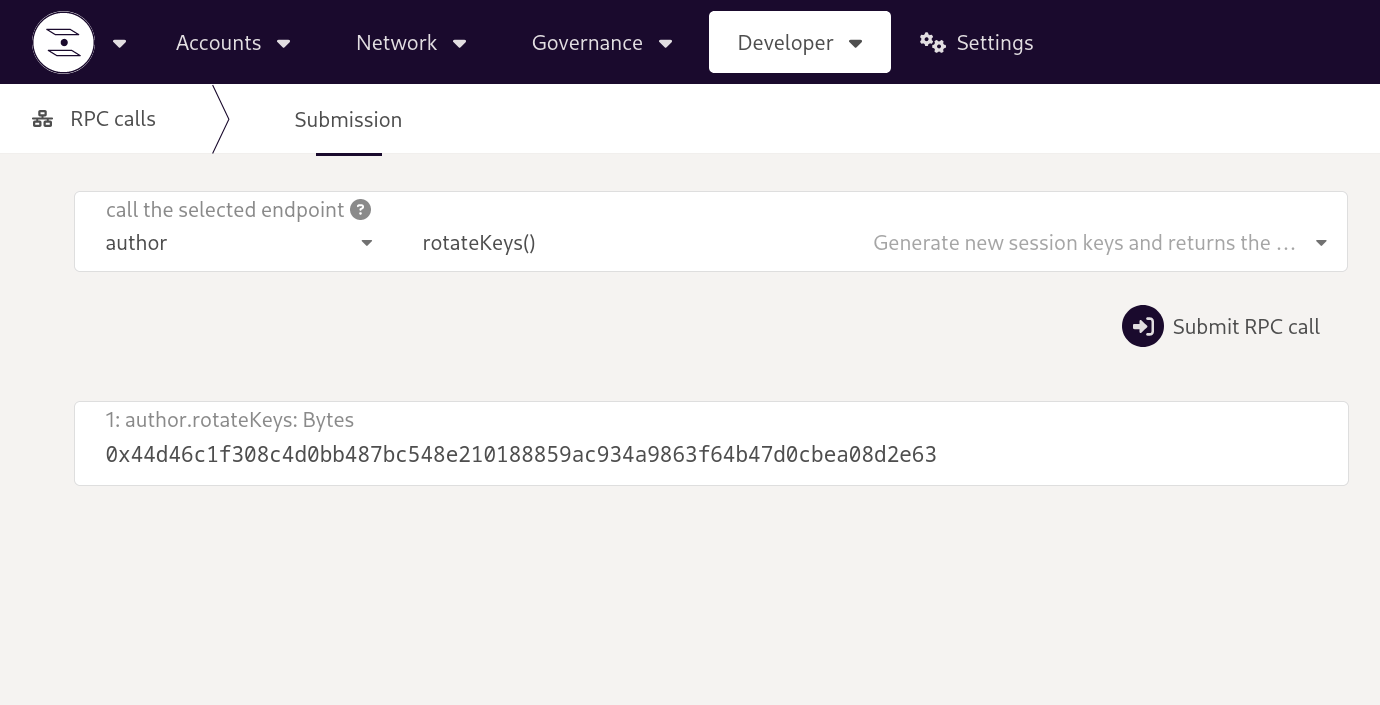 Accounts Network Governance Developer Settings
RPC calls Submission
call the selected endpoint ?
author rotateKeys() Generate new session keys and returns the ...
Submit RPC call
1: author.rotateKeys: Bytes
0x44d46c1f308c4d0bb487bc548e210188859ac934a9863f64b47d0cbea08d2e63